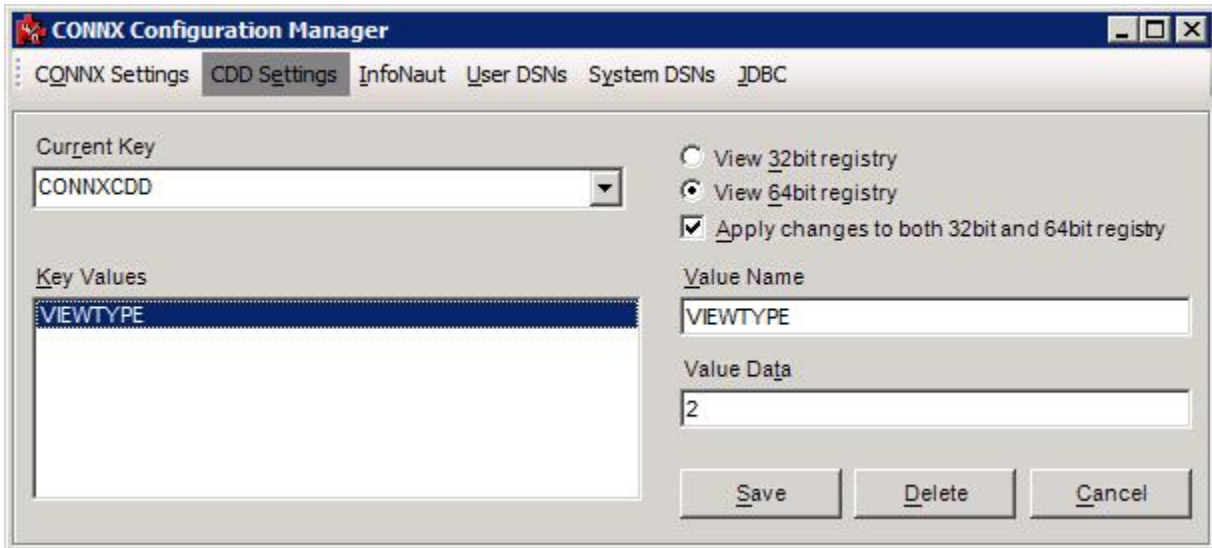 CONNX Configuration Manager
CONNX Settings CDD Settings InfoNaut User DSNs System DSNs JDBC
Current Key
CONNXCDD
View 32bit registry
View 64bit registry
Apply changes to both 32bit and 64bit registry
Key Values
VIEWTYPE
Value Name
VIEWTYPE
Value Data
2
Save Delete Cancel